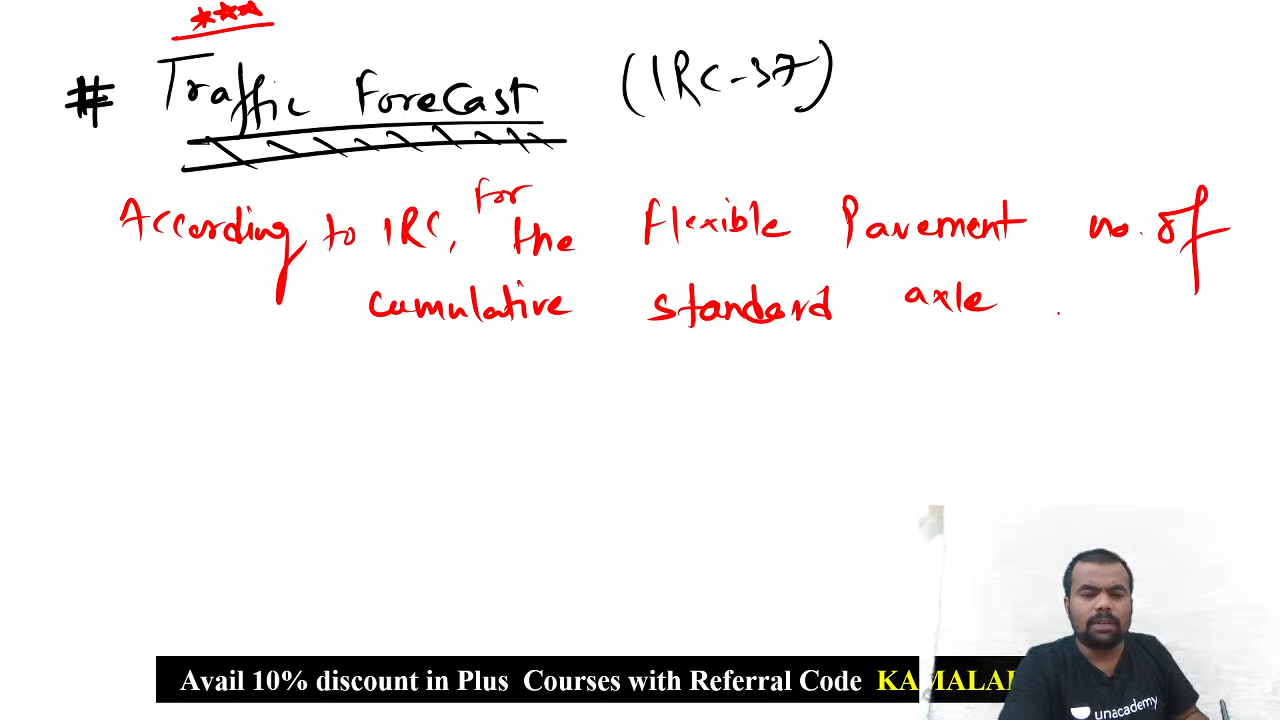 ***
# Traffic ForeCast (IRC-37)
According to IRC, for the flexible Pavement no. of
cumulative standard axle
Avail 10% discount in Plus Courses with Referral Code KAMALA
unacademy